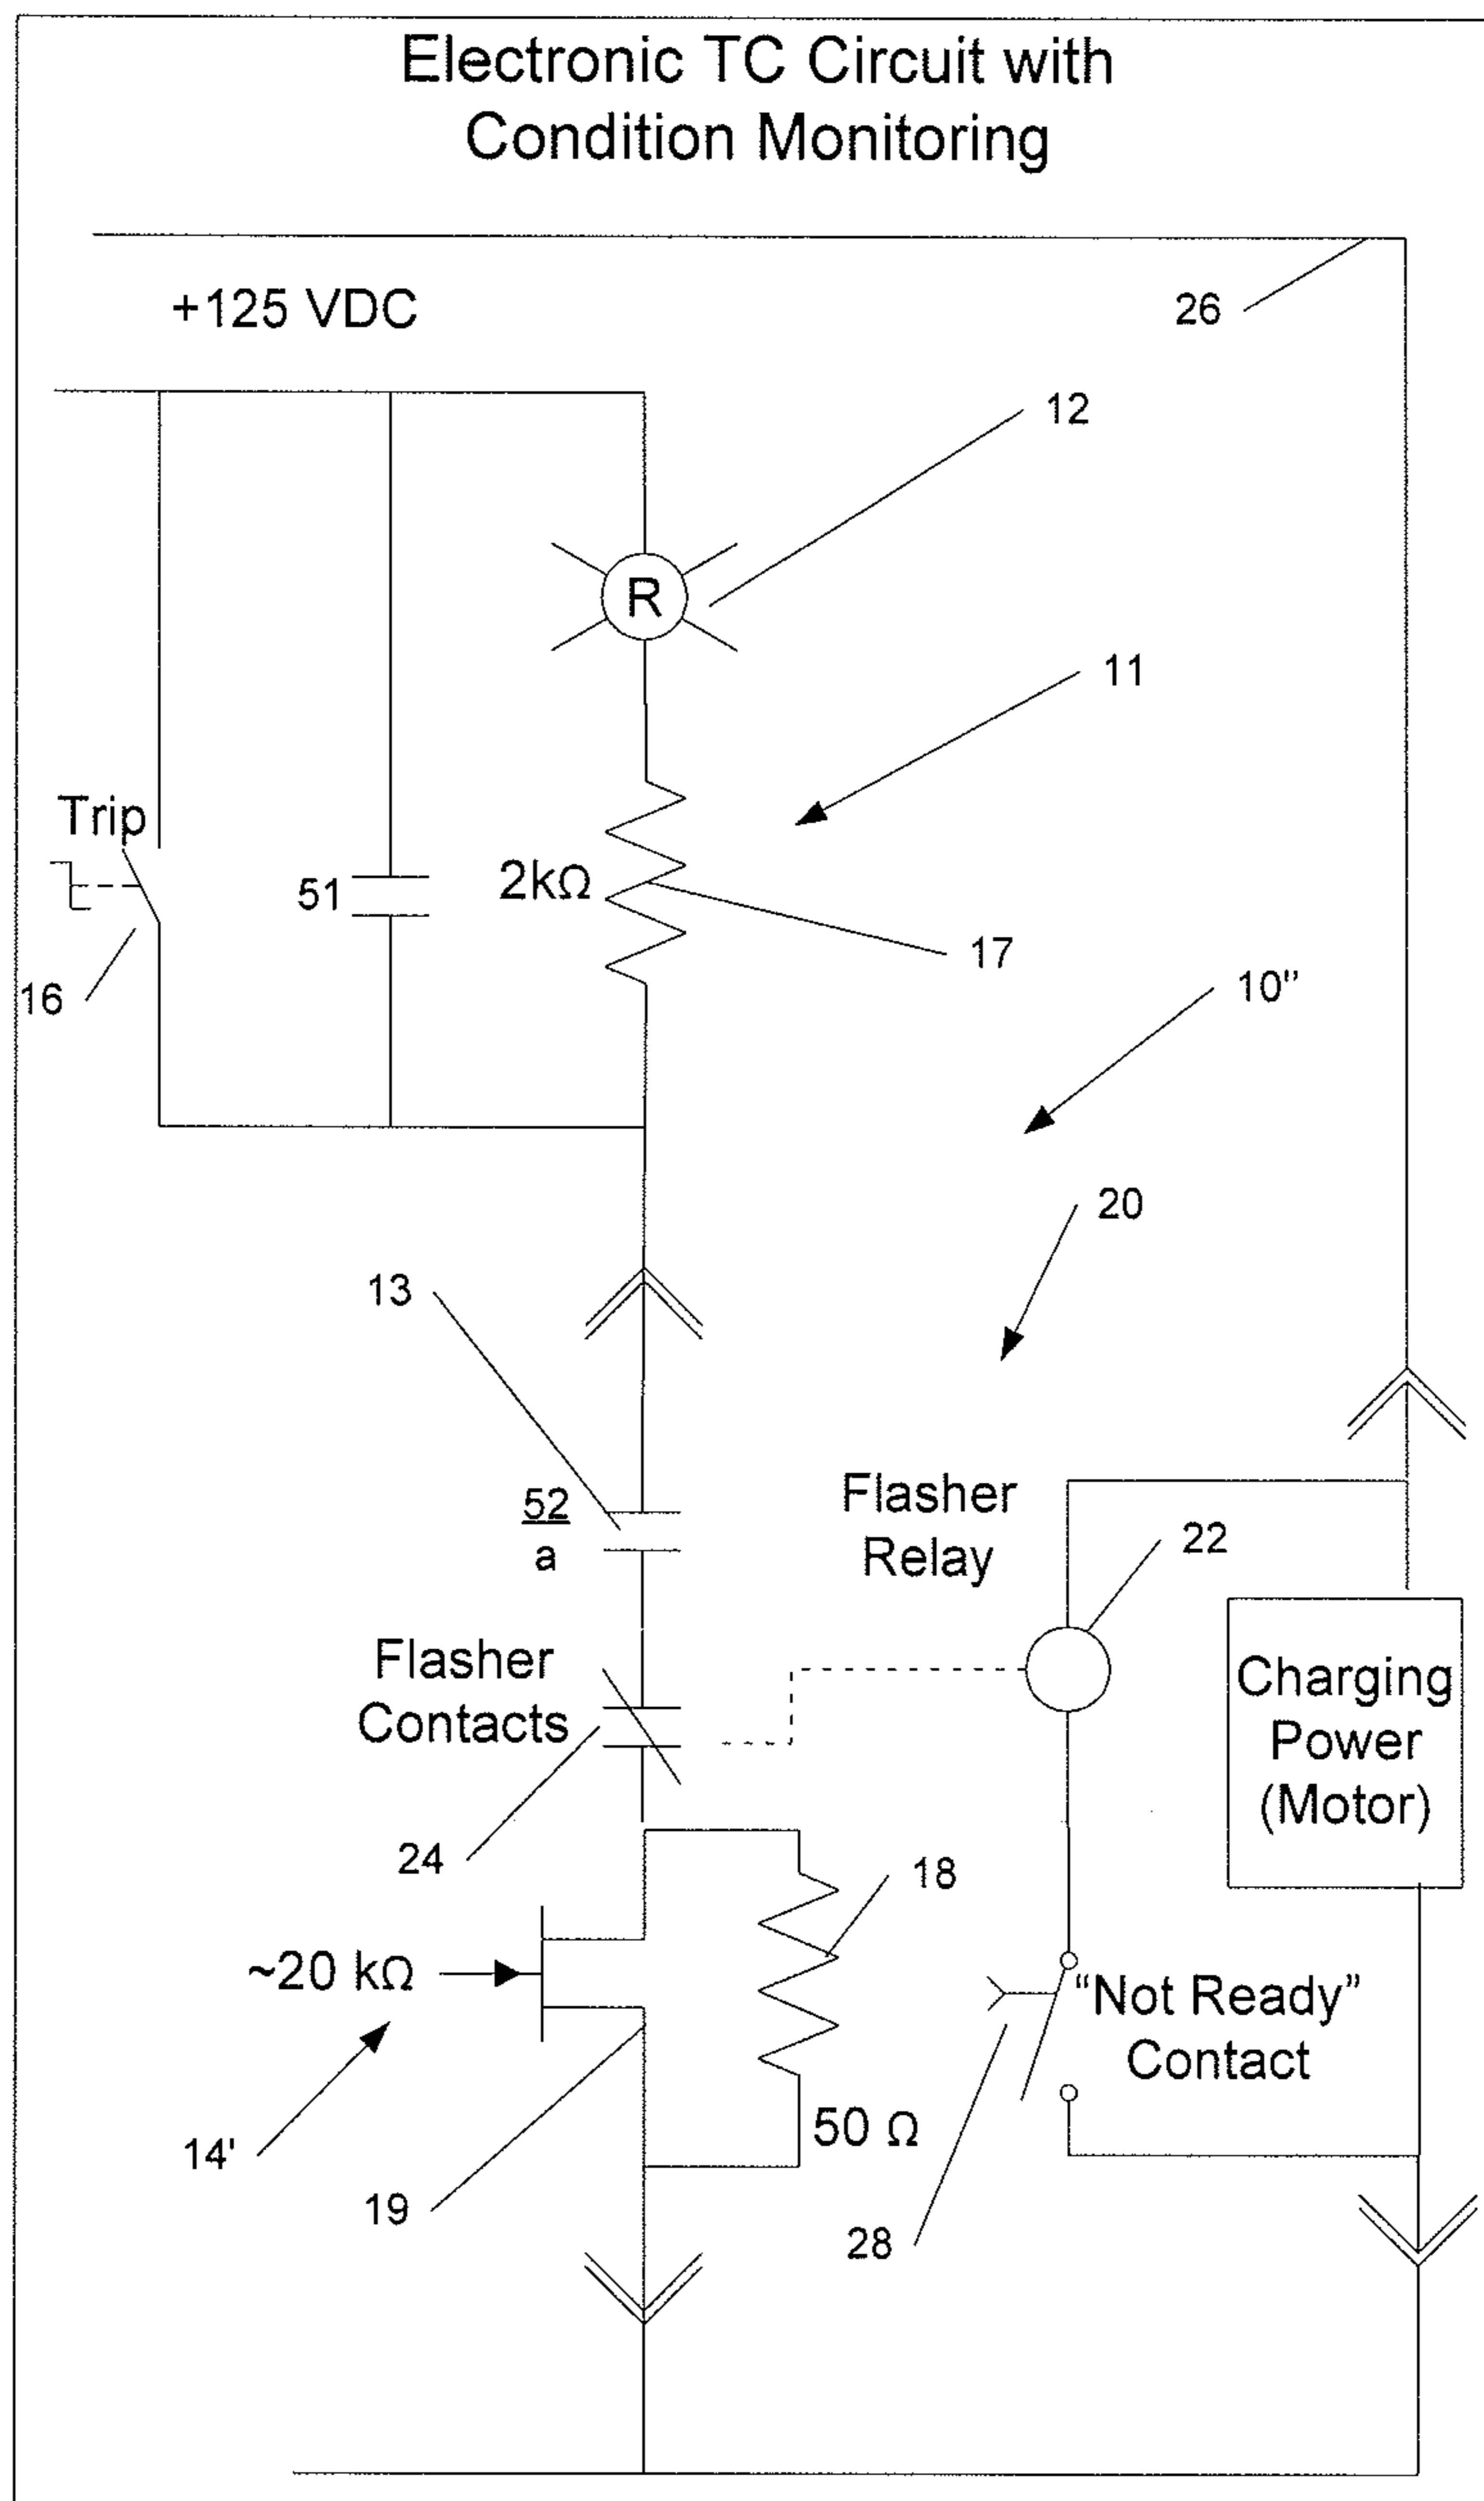 Electronic TC Circuit with
Condition Monitoring
+125 VDC
26
12
R
11
Trip
51
2kΩ
17
16
10"
20
13
52
a
Flasher
Relay
22
Flasher
Contacts
Charging
Power
(Motor)
24
18
~20 kΩ
"Not Ready"
Contact
50 Ω
14'
19
28